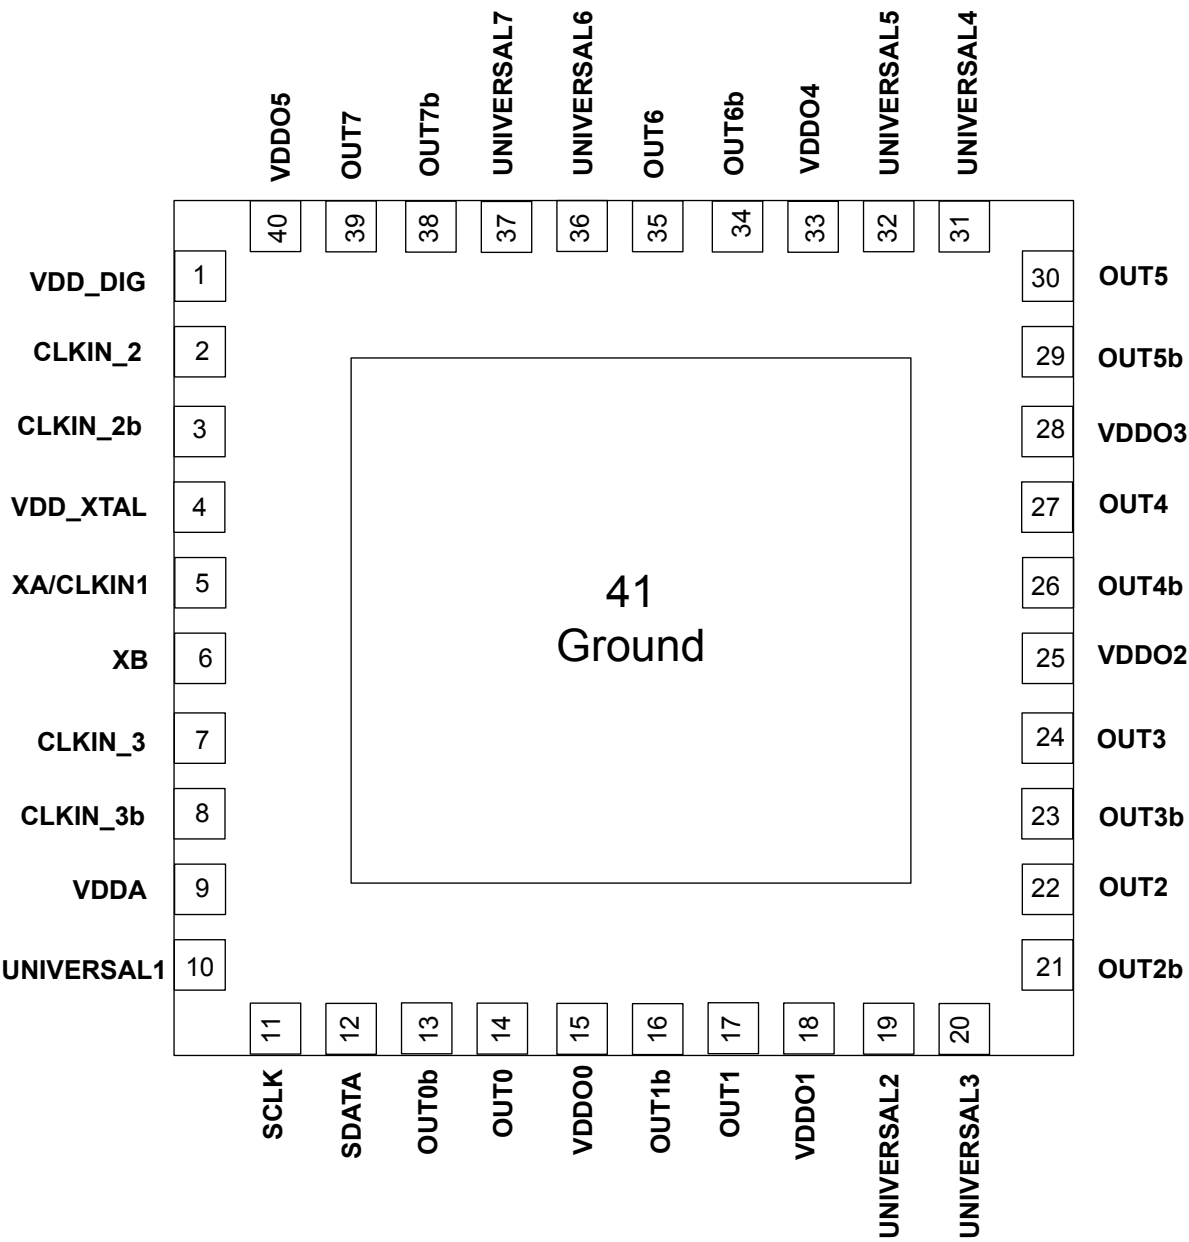 UNIVERSAL7
UNIVERSAL6
UNIVERSAL5
UNIVERSAL4
VDDO5
OUT7
OUT7b
OUT6
OUT6b
VDDO4
40
39
38
37
36
35
34
33
32
31
VDD_DIG
1
30
OUT5
CLKIN_2
2
29
OUT5b
CLKIN_2b
3
28
VDDO3
VDD_XTAL
4
27
OUT4
XA/CLKIN1
5
26
OUT4b
41
Ground
XB
6
25
VDDO2
CLKIN_3
7
24
OUT3
CLKIN_3b
8
23
OUT3b
VDDA
9
22
OUT2
UNIVERSAL1
10
21
OUT2b
11
12
13
14
15
16
17
18
19
20
SCLK
SDATA
OUT0b
OUT0
VDDO0
OUT1b
OUT1
VDDO1
UNIVERSAL2
UNIVERSAL3